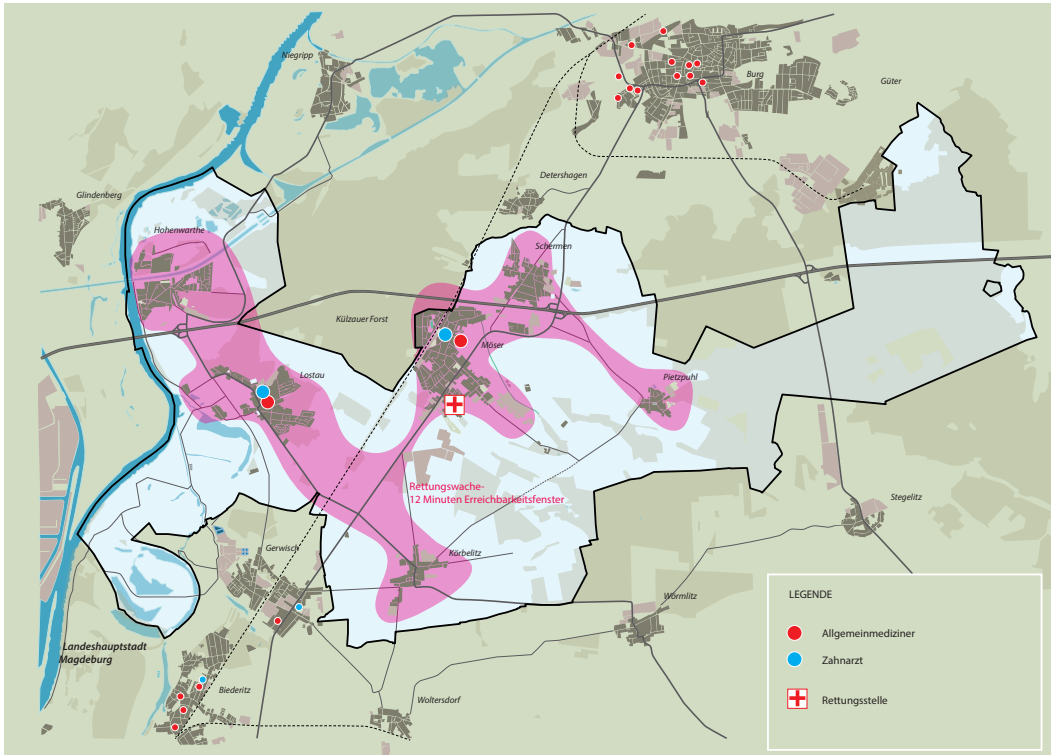 Niegripp
Burg
Güter
Detershagen
Glindenberg
Hohenwarthe
Schermen
Külzauer Forst
Möser
Lostau
Pietzpuhl
Rettungswache-
12 Minuten Erreichbarkeitsfenster
Stegelitz
Gerwisch
Körbelitz
Wörmlitz
Landeshauptstadt
Magdeburg
Biederitz
Woltersdorf
LEGENDE
Allgemeinmediziner
Zahnarzt
Rettungsstelle